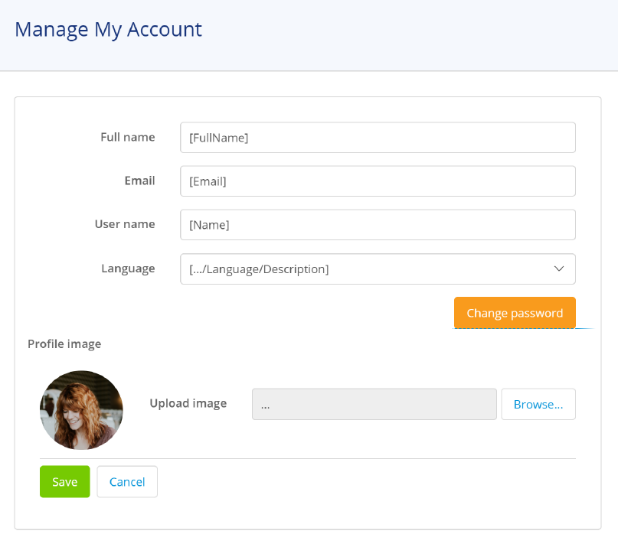 Manage My Account
Full name [FullName]
Email [Email]
User name [Name]
Language [.../Language/Description]
Change password
Profile image
Upload image ... Browse...
Save Cancel